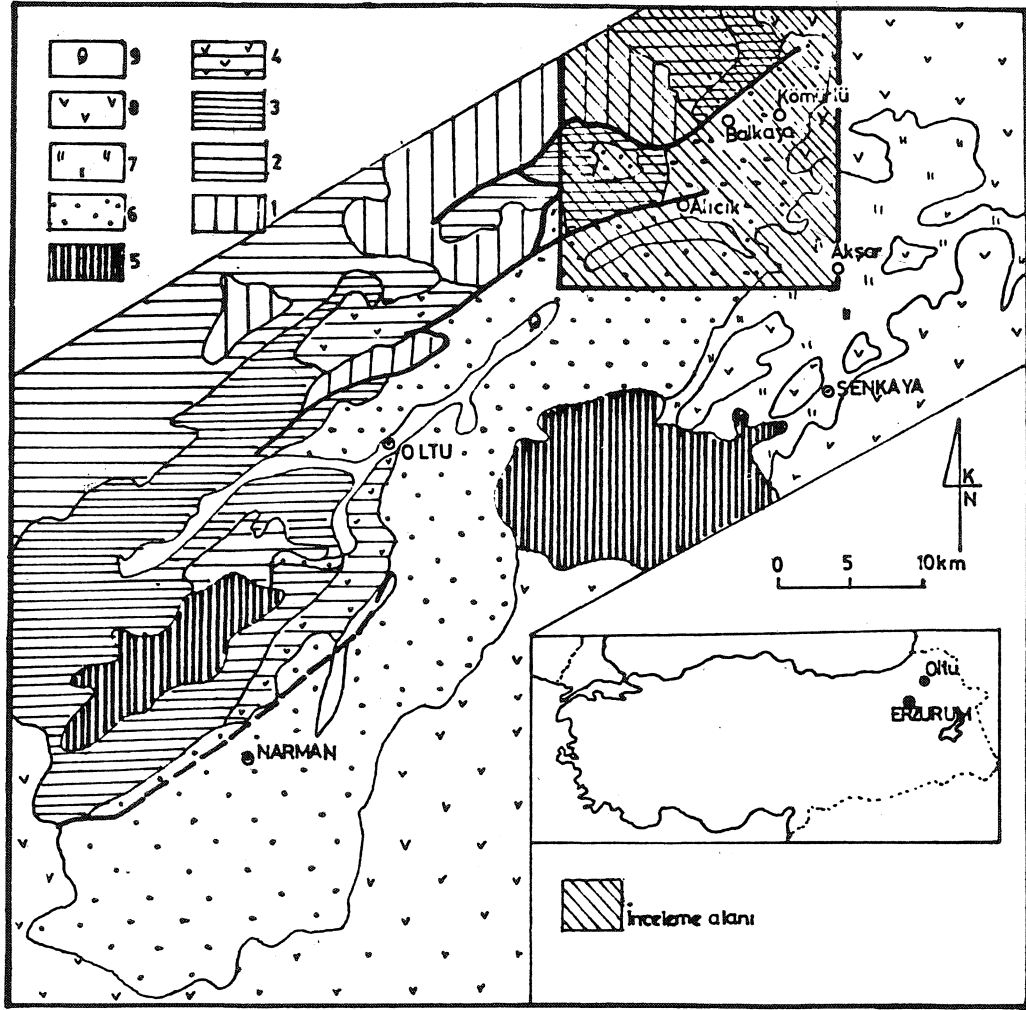 9
4
8
3
7
2
6
1
5
Kömürlü
Balkaya
Alıcık
Akşar
ŞENKAYA
OLTU
K
N
0 5 10km
NARMAN
Oltu
ERZURUM
İnceleme alanı